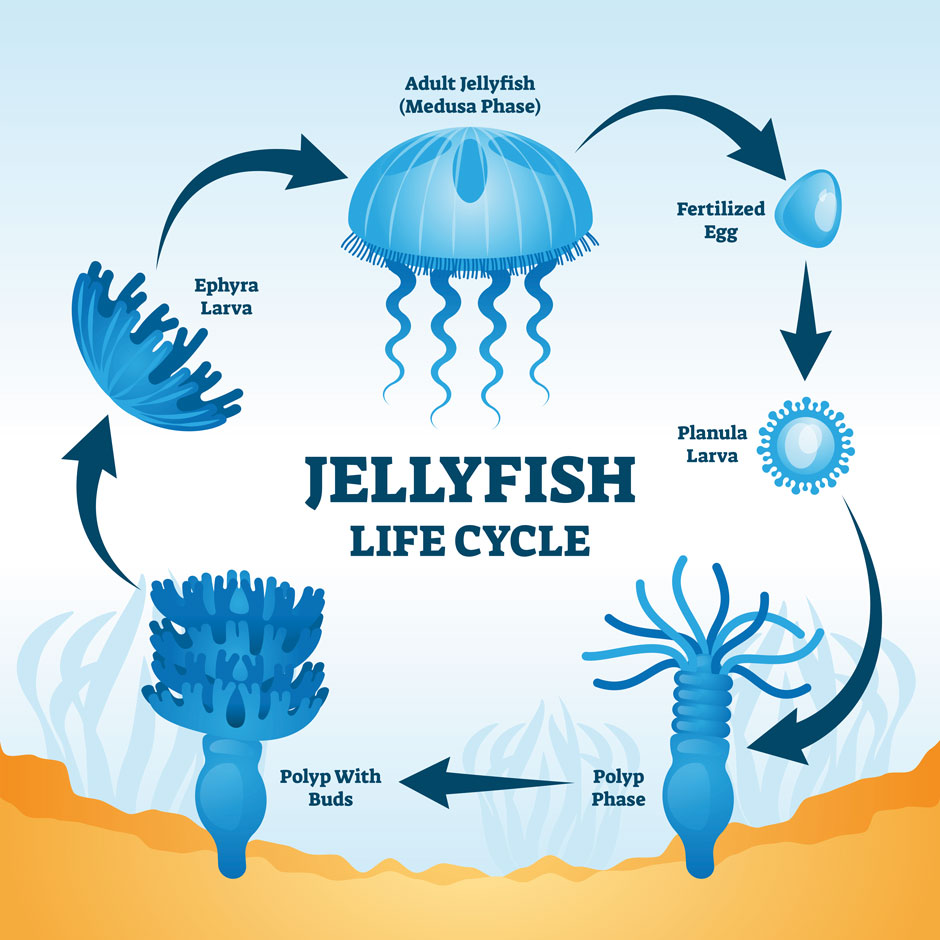 Adult Jellyfish
(Medusa Phase)
Fertilized
Egg
Ephyra
Larva
Planula
Larva
JELLYFISH
LIFE CYCLE
Polyp With
Buds
Polyp
Phase